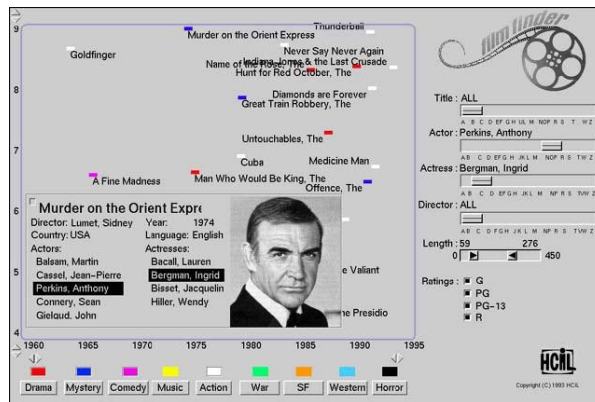 film finder
9
8
7
6
5
4
Thunderball
Murder on the Orient Express
Goldfinger
Never Say Never Again
Indiana Jones & the Last Crusade
Name of the Rose, The
Hunt for Red October, The
Diamonds are Forever
Great Train Robbery, The
Untouchables, The
Cuba
Medicine Man
A Fine Madness
Man Who Would Be King, The
Offence, The
e Valiant
he Presidio
Murder on the Orient Expre
Director: Lumet, Sidney
Year: 1974
Country: USA
Language: English
Actors:
Actresses:
Balsam, Martin
Bacall, Lauren
Cassel, Jean-Pierre
Bergman, Ingrid
Perkins, Anthony
Bisset, Jacquelin
Connery, Sean
Hiller, Wendy
Gielgud, John
1960 1965 1970 1975 1980 1985 1990 1995
Drama Mystery Comedy Music Action War SF Western Horror
Title : ALL
Actor : Perkins, Anthony
Actress : Bergman, Ingrid
Director : ALL
Length : 59 276
0 450
Ratings :
G
PG
PG-13
R
HCIL
Copyright (C) 1993 HCIL